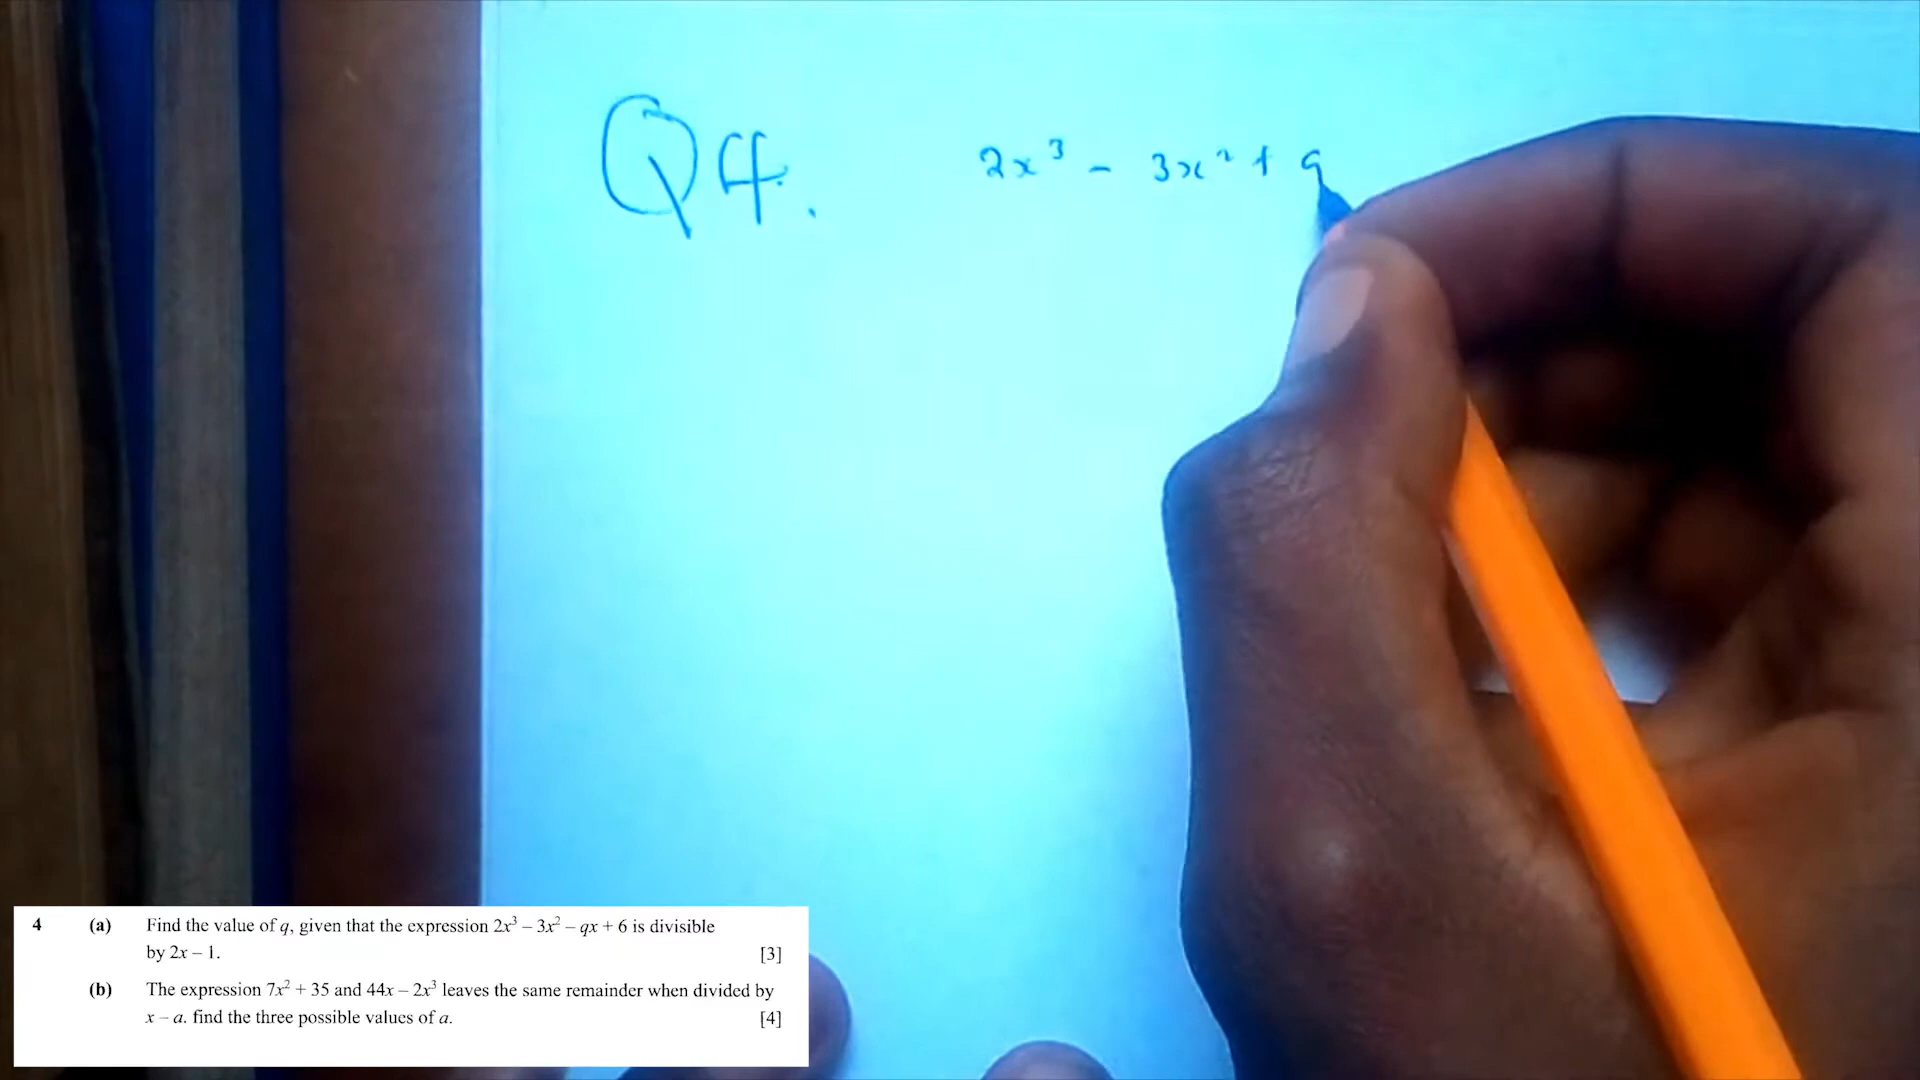 Q4. 2x³ - 3x² + q
4 (a) Find the value of q, given that the expression 2x³ – 3x² – qx + 6 is divisible
by 2x – 1. [3]
(b) The expression 7x² + 35 and 44x – 2x³ leaves the same remainder when divided by
x – a. find the three possible values of a. [4]